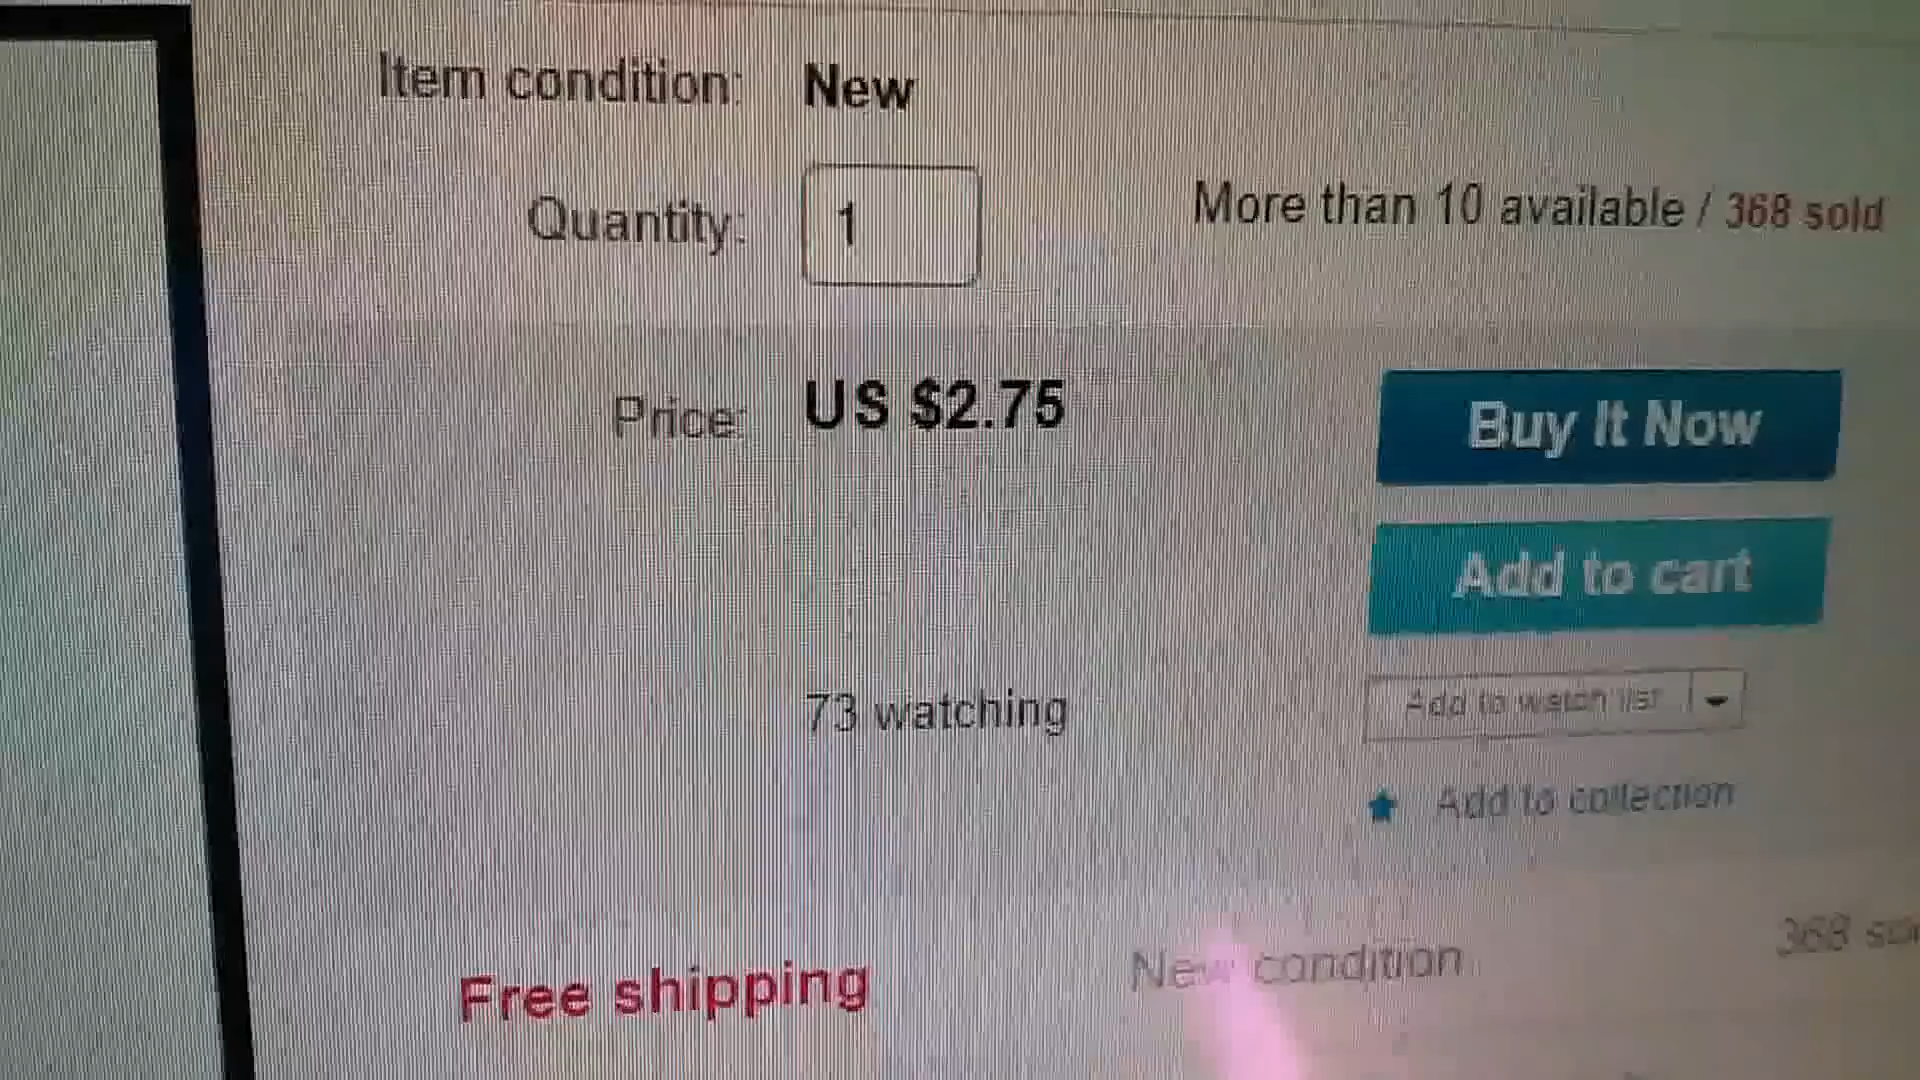 Item condition: New
Quantity: 1 More than 10 available / 368 sold
Price: US $2.75 Buy It Now
Add to cart
73 watching Add to watch list
Add to collection
Free shipping New condition 368